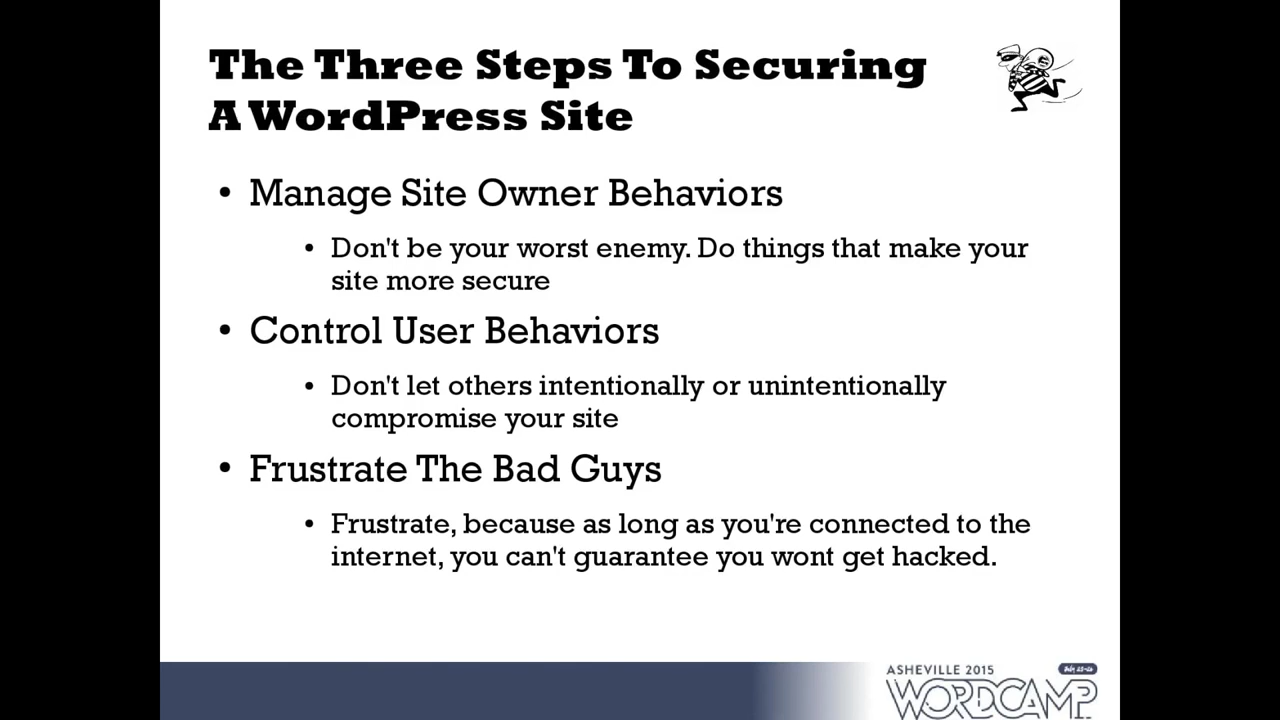 The Three Steps To Securing
A WordPress Site
• Manage Site Owner Behaviors
• Don't be your worst enemy. Do things that make your
site more secure
• Control User Behaviors
• Don't let others intentionally or unintentionally
compromise your site
• Frustrate The Bad Guys
• Frustrate, because as long as you're connected to the
internet, you can't guarantee you wont get hacked.
ASHEVILLE 2015
WORDCAMP